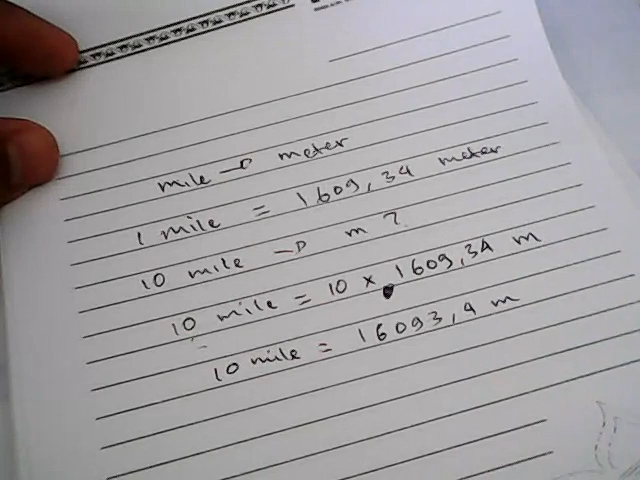 mile → meter
1 mile = 1609,34 meter
10 mile → m ?
10 mile = 10 x 1609,34 m
10 mile = 16093,4 m